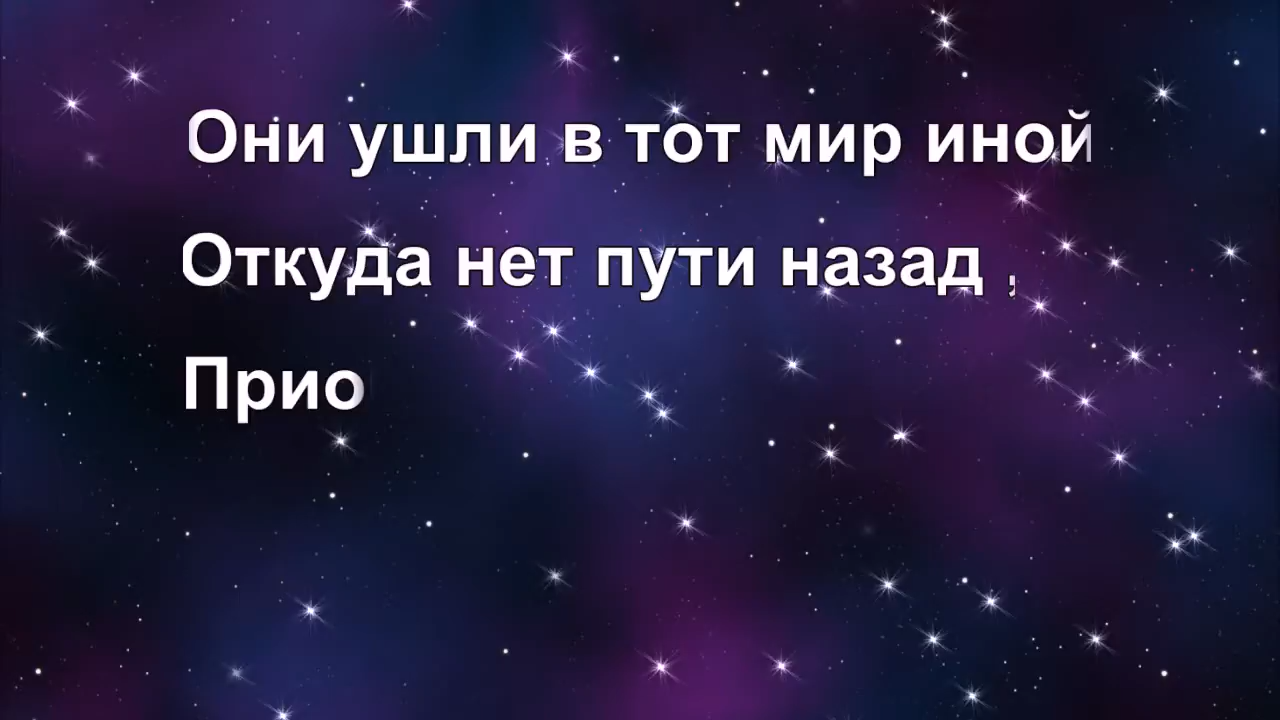 Они ушли в тот мир иной
Откуда нет пути назад ,
Прио